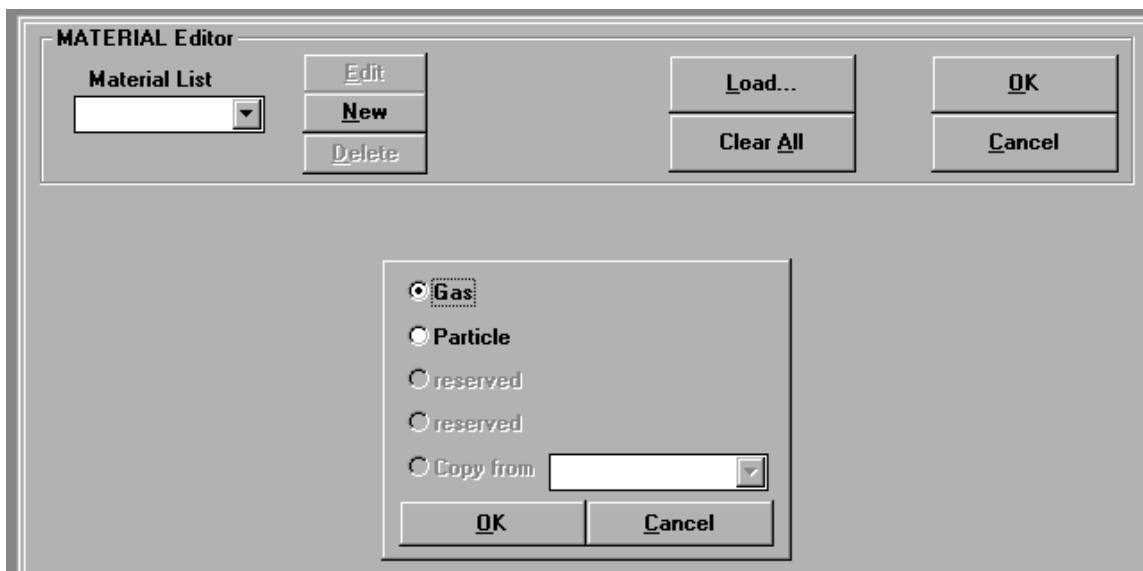 MATERIAL Editor
Material List
Edit
New
Delete
Load...
Clear All
OK
Cancel
Gas
Particle
reserved
reserved
Copy from
OK
Cancel